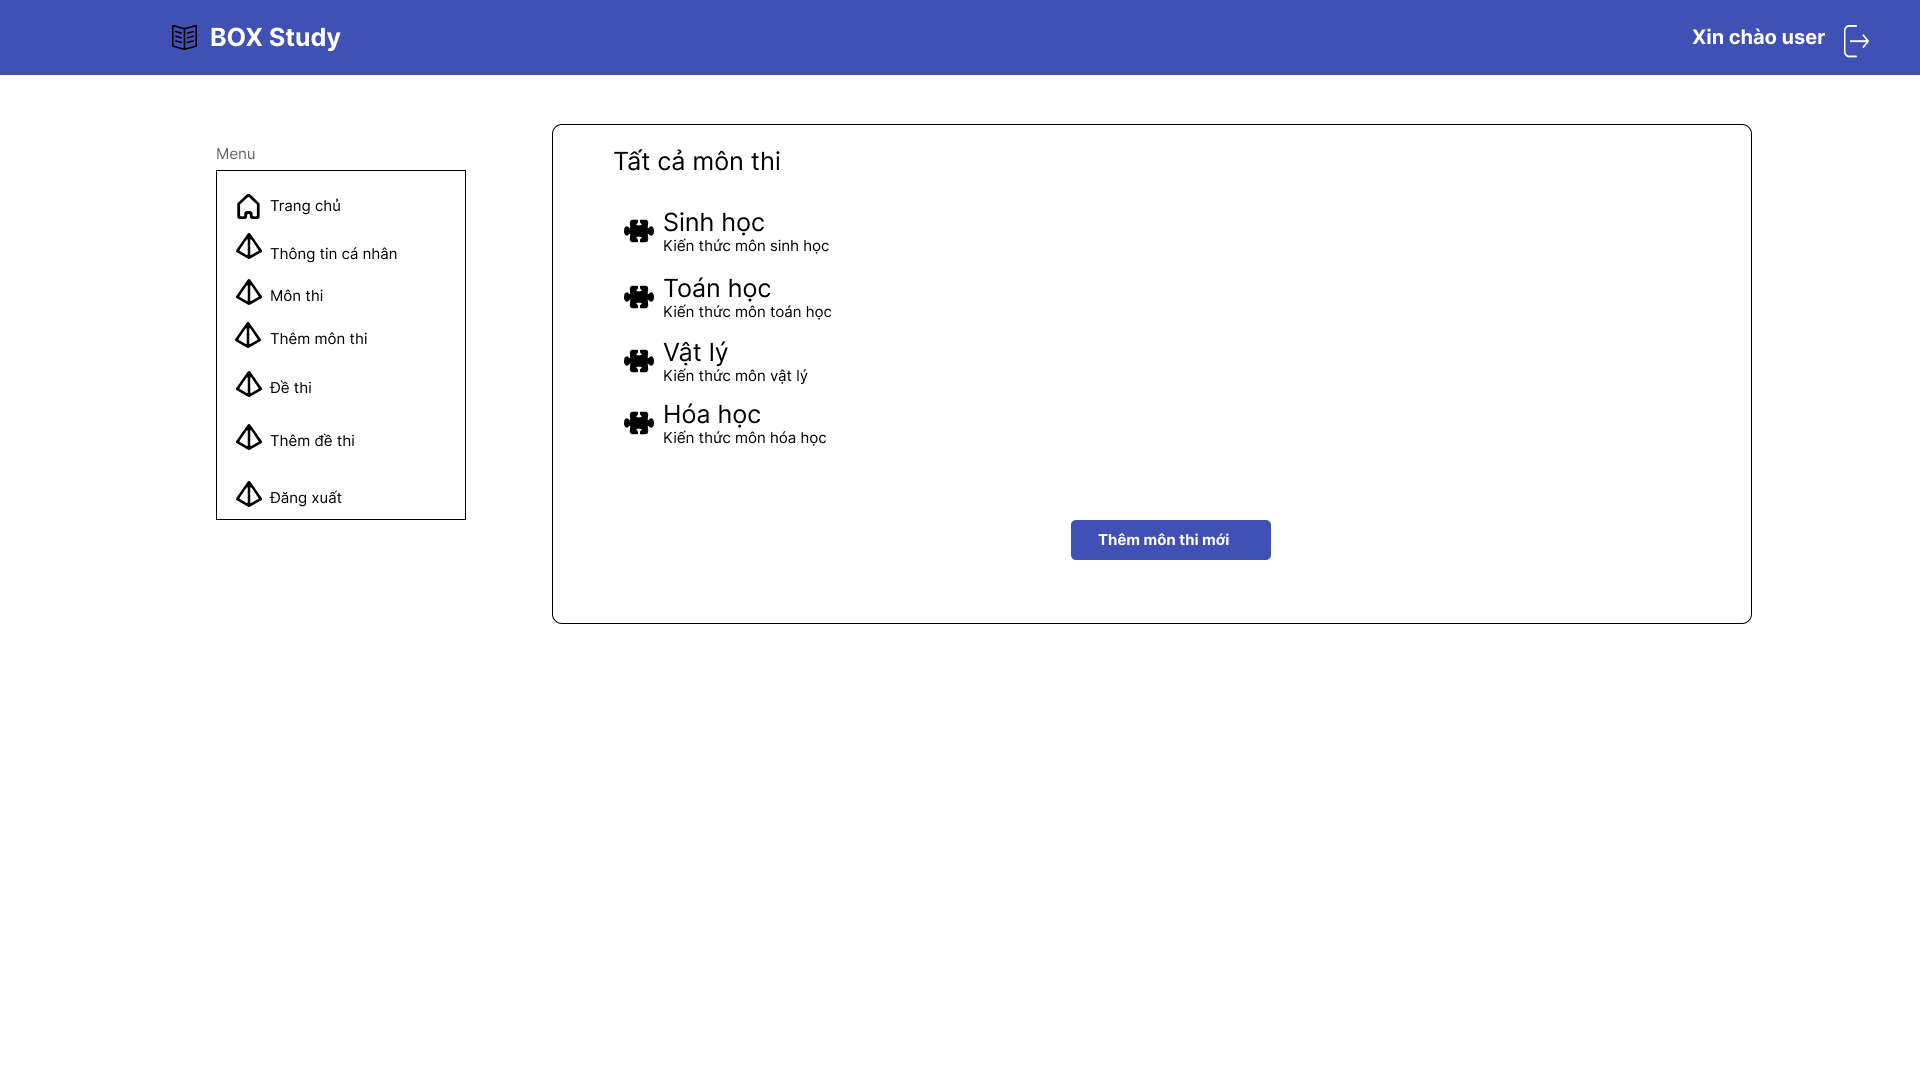 BOX Study
Xin chào user
Menu
Trang chủ
Thông tin cá nhân
Môn thi
Thêm môn thi
Đề thi
Thêm đề thi
Đăng xuất
Tất cả môn thi
Sinh học
Kiến thức môn sinh học
Toán học
Kiến thức môn toán học
Vật lý
Kiến thức môn vật lý
Hóa học
Kiến thức môn hóa học
Thêm môn thi mới